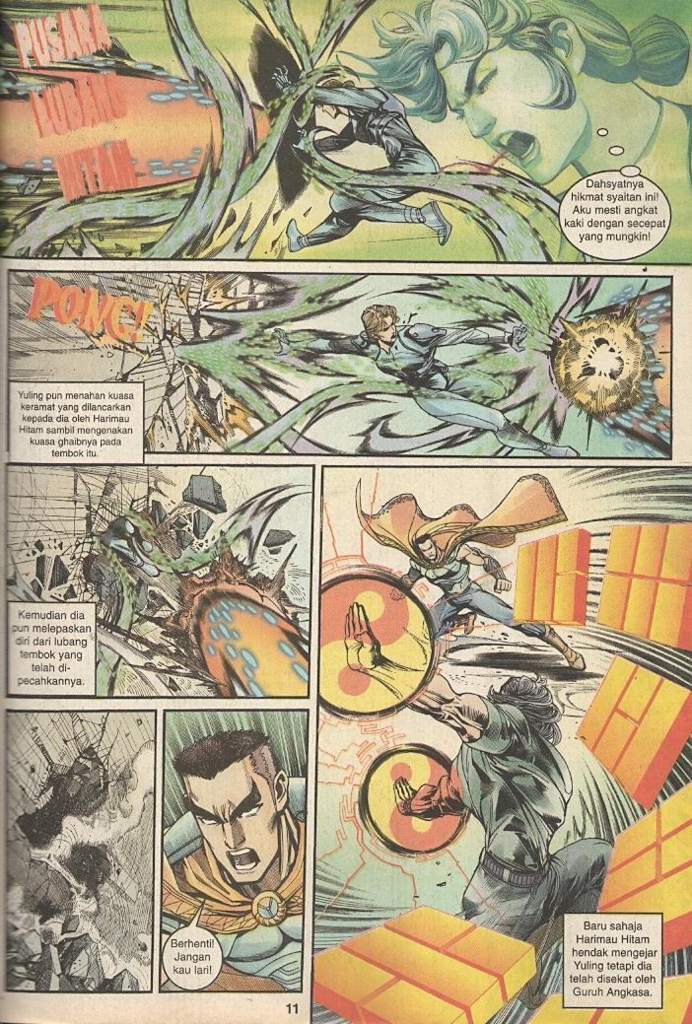 PUSARA
LUBANG
HITAM
Dahsyatnya
hikmat syaitan ini!
Aku mesti angkat
kaki dengan secepat
yang mungkin!
PONG!
Yuling pun menahan kuasa
keramat yang dilancarkan
kepada dia oleh Harimau
Hitam sambil mengenakan
kuasa ghaibnya pada
tembok itu.
Kemudian dia
pun melepaskan
diri dari lubang
tembok yang
telah di-
pecahkannya.
Berhenti!
Jangan
kau lari!
Baru sahaja
Harimau Hitam
hendak mengejar
Yuling tetapi dia
telah disekat oleh
Guruh Angkasa.
11